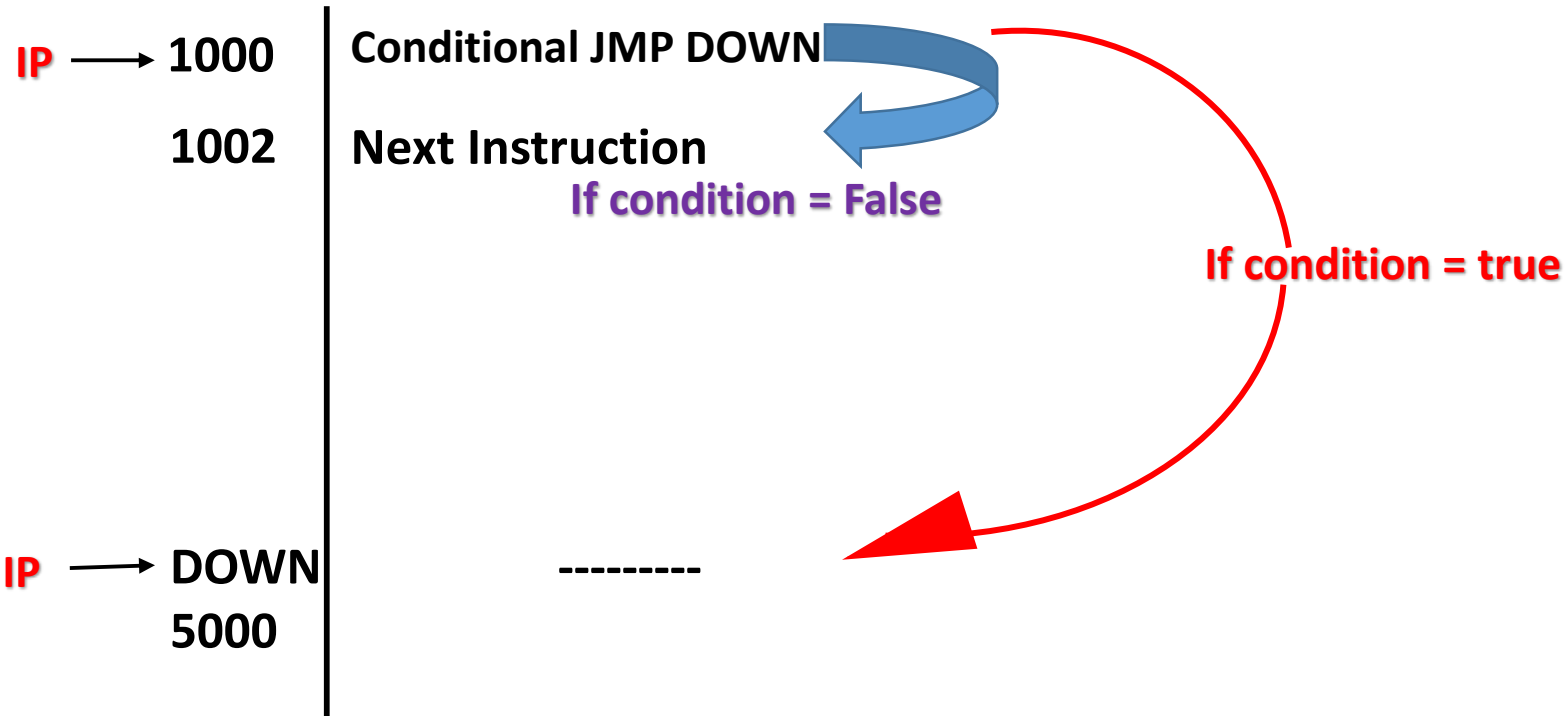 IP 1000 Conditional JMP DOWN
1002 Next Instruction
If condition = False
If condition = true
IP DOWN ---------
5000